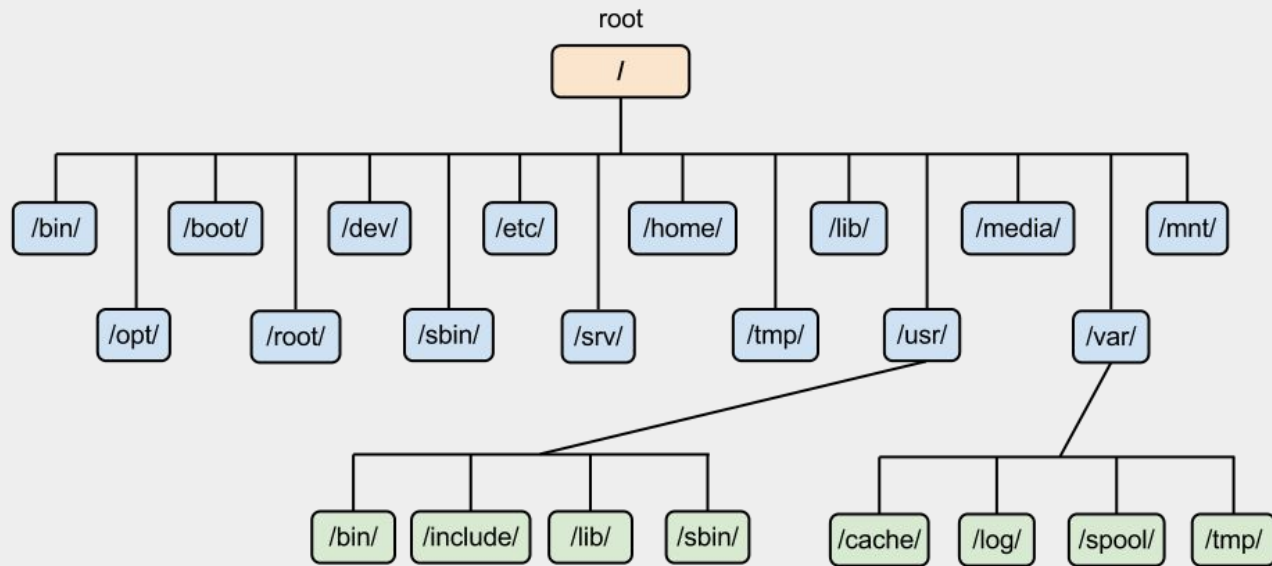 root
/
/bin/ /boot/ /dev/ /etc/ /home/ /lib/ /media/ /mnt/
/opt/ /root/ /sbin/ /srv/ /tmp/ /usr/ /var/
/bin/ /include/ /lib/ /sbin/ /cache/ /log/ /spool/ /tmp/